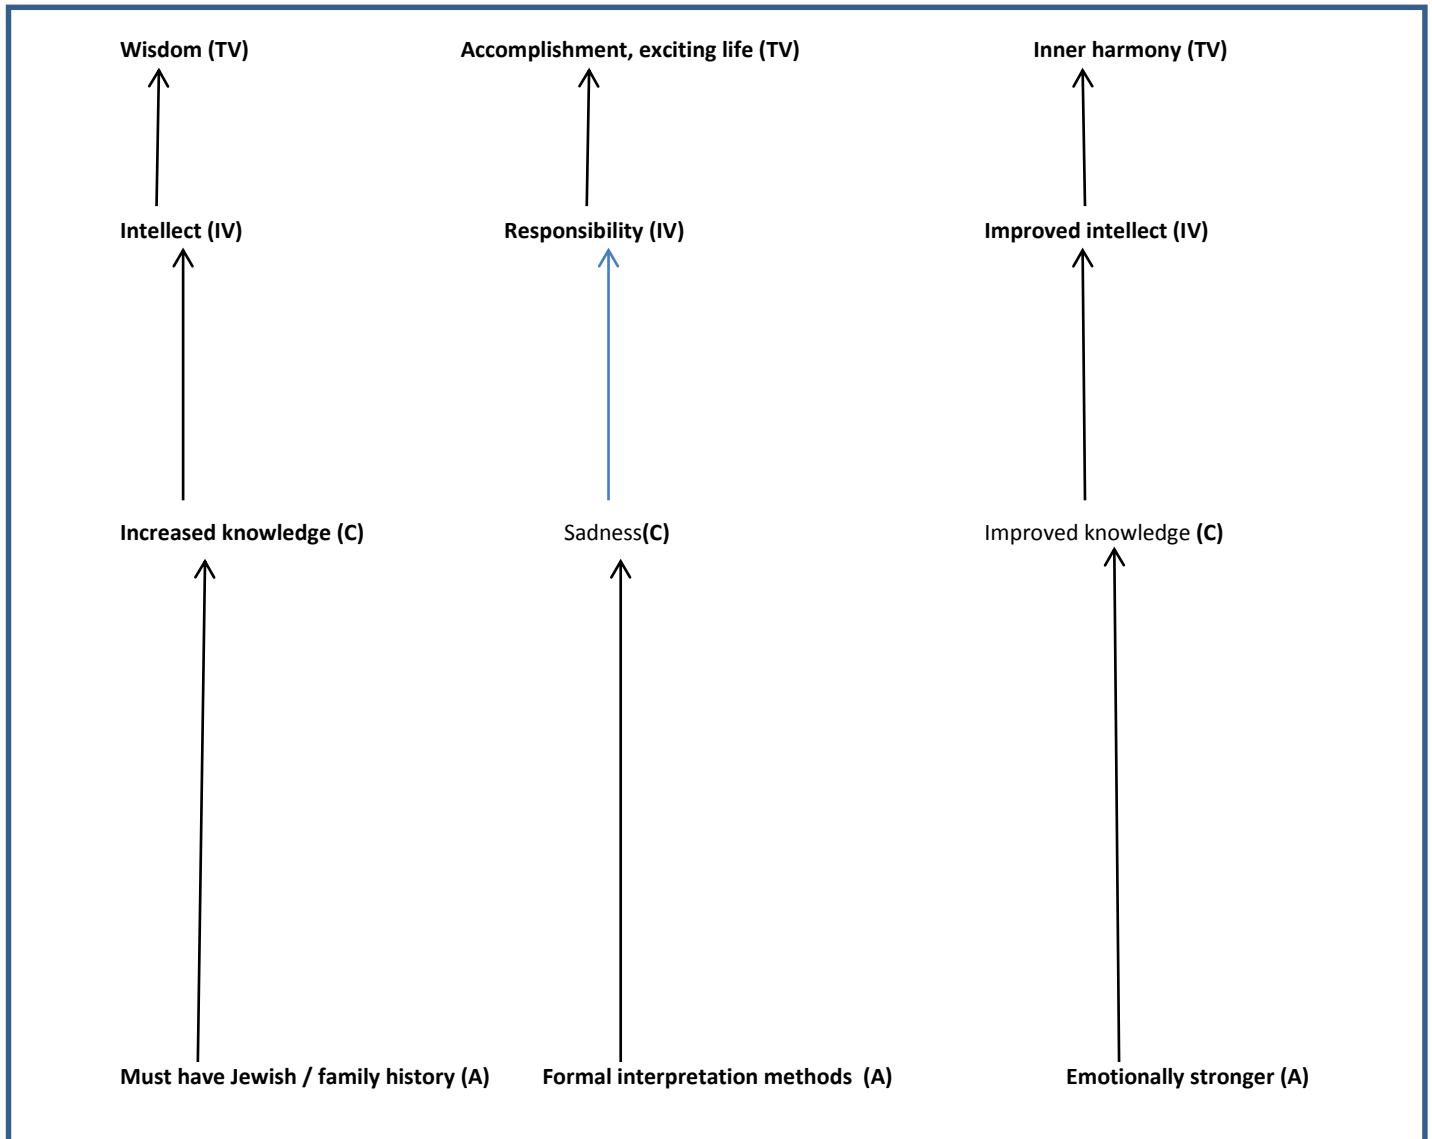 Wisdom (TV) Accomplishment, exciting life (TV) Inner harmony (TV)
Intellect (IV) Responsibility (IV) Improved intellect (IV)
Increased knowledge (C) Sadness(C) Improved knowledge (C)
Must have Jewish / family history (A) Formal interpretation methods (A) Emotionally stronger (A)